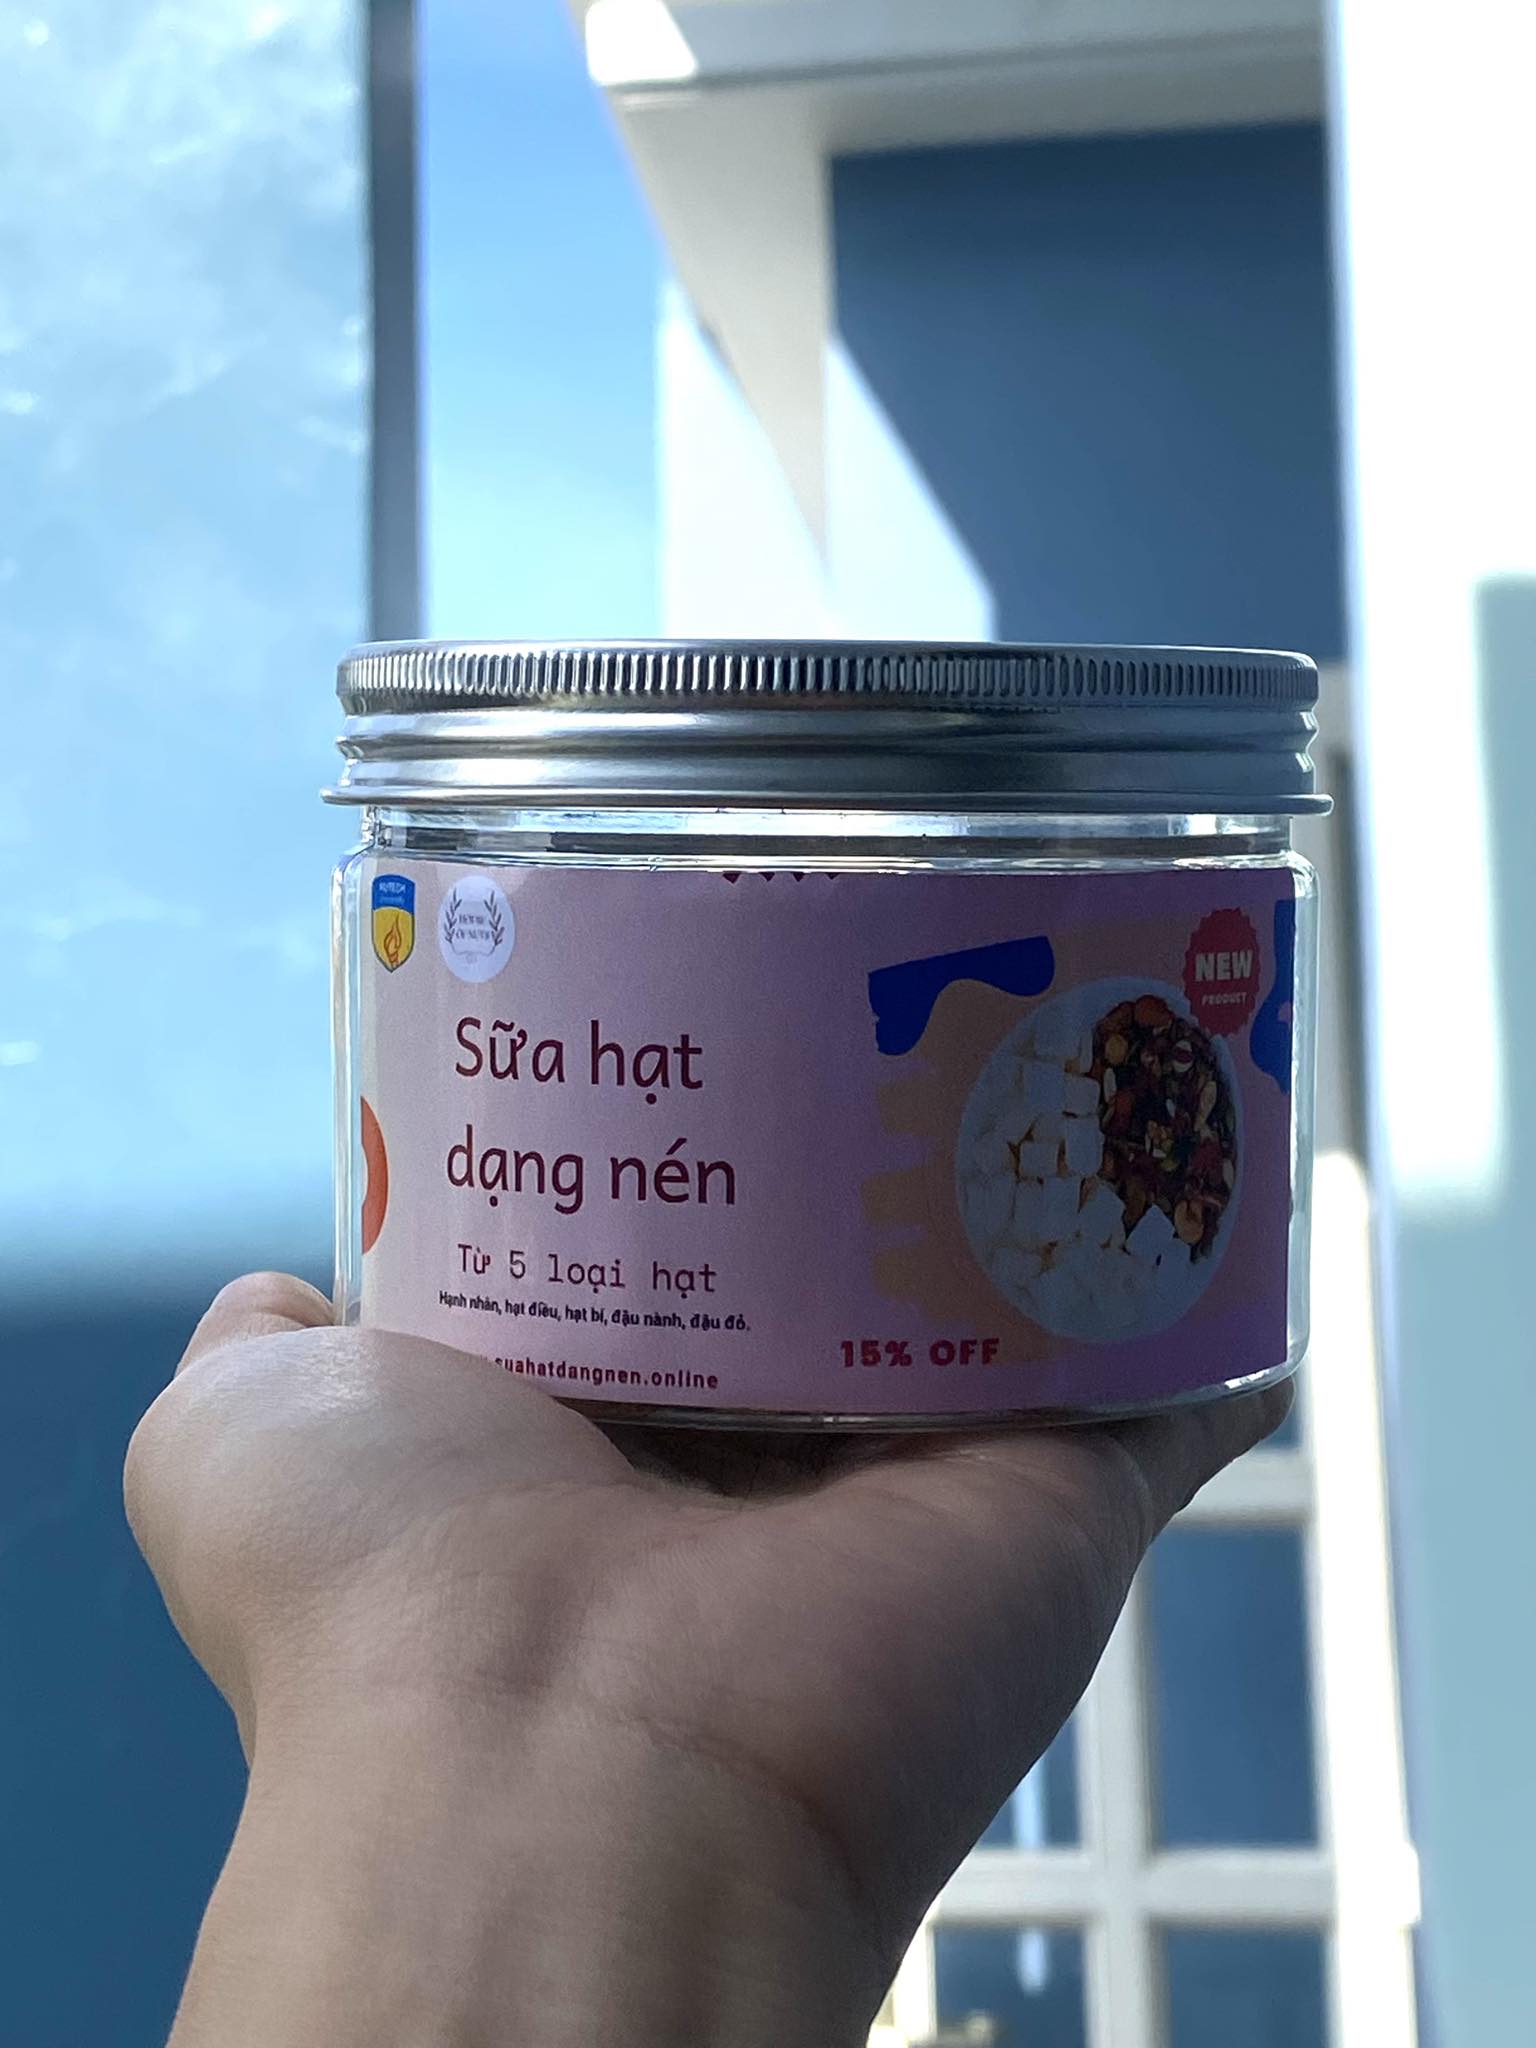 HUTECH
Sữa hạt
dạng nén
Từ 5 loại hạt
Hạnh nhân, hạt điều, hạt bí, đậu nành, đậu đỏ.
suahatdangnen.online
NEW
PRODUCT
15% OFF